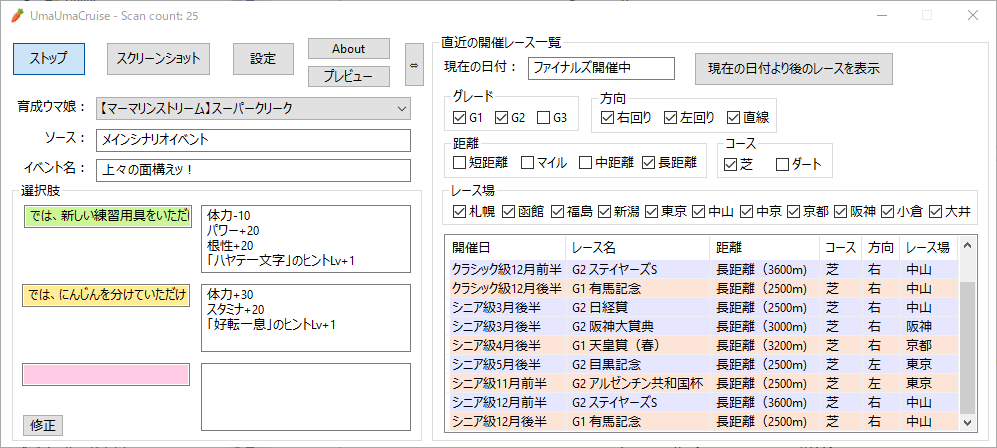 UmaUmaCruise - Scan count: 25
ストップ
スクリーンショット
設定
About
プレビュー
⇔
育成ウマ娘：
【マーマリンストリーム】スーパークリーク
ソース：
メインシナリオイベント
イベント名：
上々の面構えッ！
選択肢
では、新しい練習用具をいただけ
体力-10
パワー+20
根性+20
「ハヤテ一文字」のヒントLv+1
では、にんじんを分けていただけ
体力+30
スタミナ+20
「好転一息」のヒントLv+1
修正
直近の開催レース一覧
現在の日付：
ファイナルズ開催中
現在の日付より後のレースを表示
グレード
G1 G2 G3
方向
右回り 左回り 直線
距離
短距離 マイル 中距離 長距離
コース
芝 ダート
レース場
札幌 函館 福島 新潟 東京 中山 中京 京都 阪神 小倉 大井
開催日 レース名 距離 コース 方向 レース場
クラシック級12月前半 G2 ステイヤーズS 長距離（3600m) 芝 右 中山
クラシック級12月後半 G1 有馬記念 長距離（2500m) 芝 右 中山
シニア級3月後半 G2 日経賞 長距離（2500m) 芝 右 中山
シニア級3月後半 G2 阪神大賞典 長距離（3000m) 芝 右 阪神
シニア級4月後半 G1 天皇賞（春） 長距離（3200m) 芝 右 京都
シニア級5月後半 G2 目黒記念 長距離（2500m) 芝 左 東京
シニア級11月前半 G2 アルゼンチン共和国杯 長距離（2500m) 芝 左 東京
シニア級12月前半 G2 ステイヤーズS 長距離（3600m) 芝 右 中山
シニア級12月後半 G1 有馬記念 長距離（2500m) 芝 右 中山